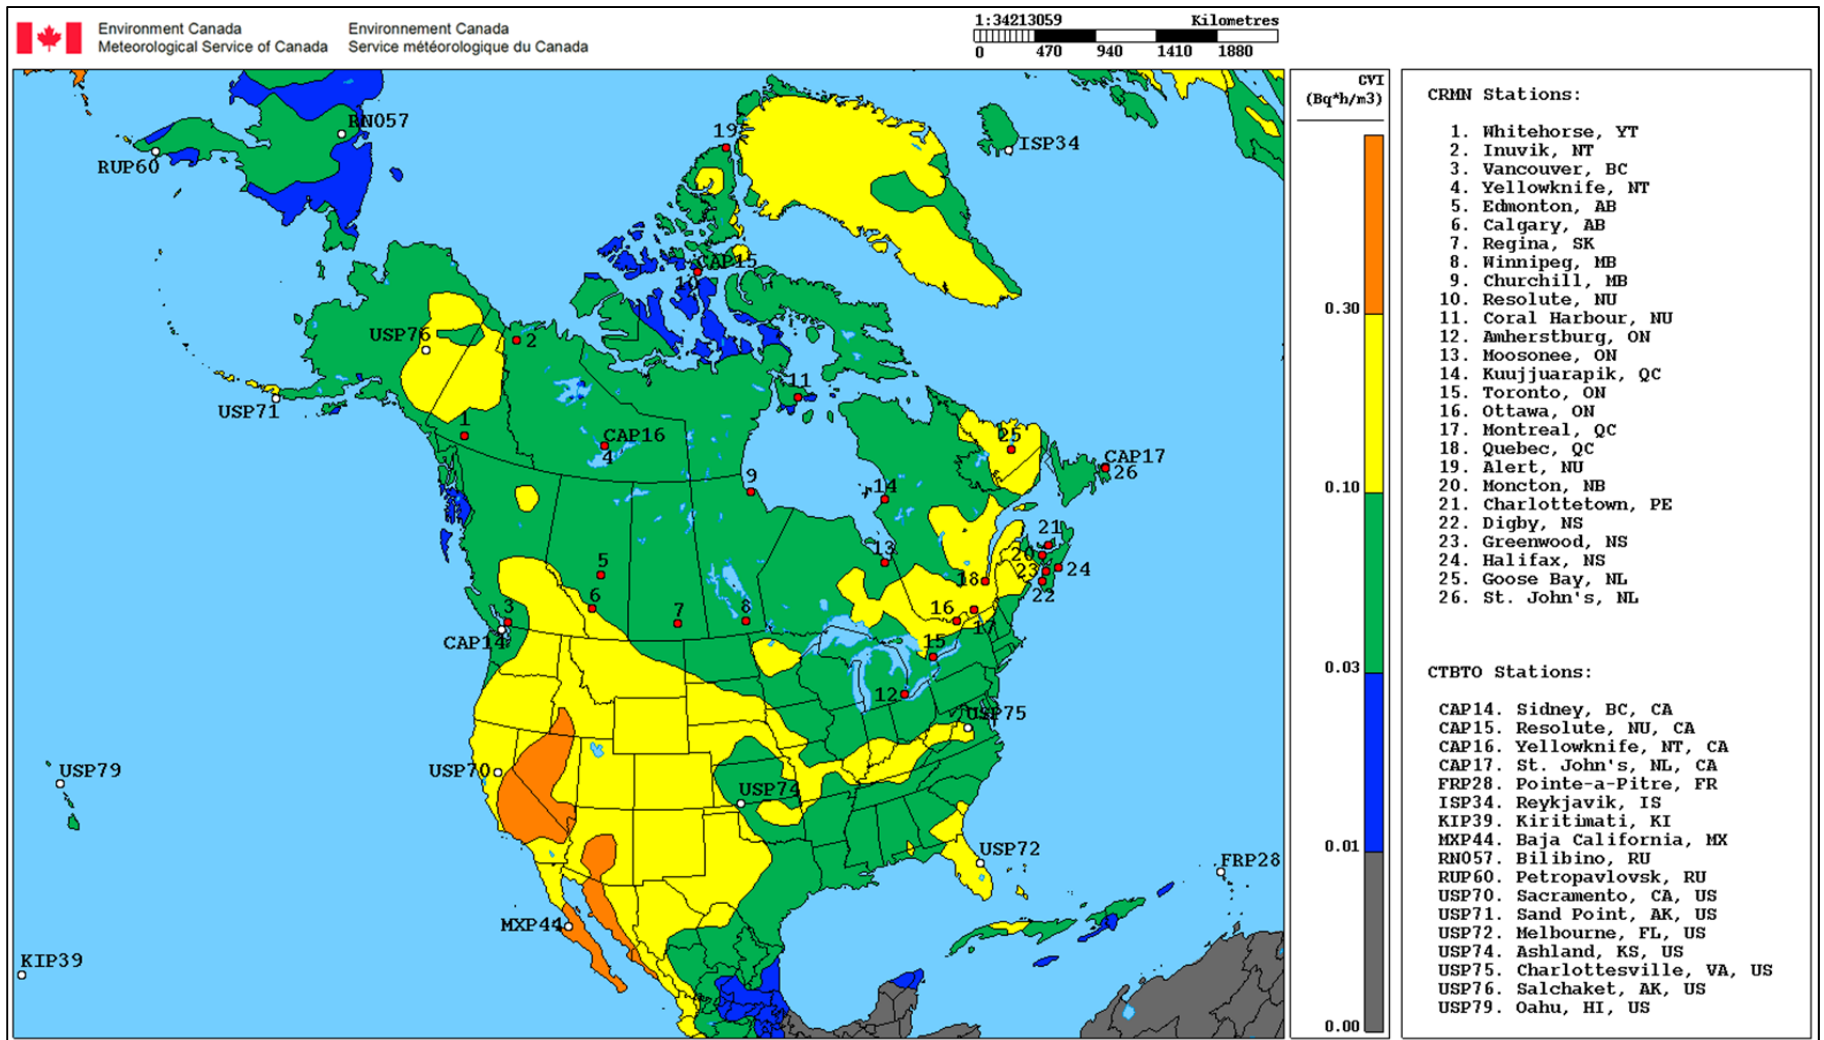 Environment Canada
Meteorological Service of Canada
Environnement Canada
Service météorologique du Canada
1:34213059 Kilometres
0 470 940 1410 1880
RN057
RUP60
19
ISP34
CAP15
10
USP76
2
USP71
11
1
CAP16
4
25
CAP17
26
9
14
21
5
13
20
24
23
18
22
6
3
7
8
16
17
CAP14
15
12
USP75
USP79
USP70
USP74
USP72
FRP28
MXP44
KIP39
CVI
(Bq*h/m3)
0.30
0.10
0.03
0.01
0.00
CRMN Stations:
1. Whitehorse, YT
2. Inuvik, NT
3. Vancouver, BC
4. Yellowknife, NT
5. Edmonton, AB
6. Calgary, AB
7. Regina, SK
8. Winnipeg, MB
9. Churchill, MB
10. Resolute, NU
11. Coral Harbour, NU
12. Amherstburg, ON
13. Moosonee, ON
14. Kuujjuarapik, QC
15. Toronto, ON
16. Ottawa, ON
17. Montreal, QC
18. Quebec, QC
19. Alert, NU
20. Moncton, NB
21. Charlottetown, PE
22. Digby, NS
23. Greenwood, NS
24. Halifax, NS
25. Goose Bay, NL
26. St. John's, NL
CTBTO Stations:
CAP14. Sidney, BC, CA
CAP15. Resolute, NU, CA
CAP16. Yellowknife, NT, CA
CAP17. St. John's, NL, CA
FRP28. Pointe-a-Pitre, FR
ISP34. Reykjavik, IS
KIP39. Kiritimati, KI
MXP44. Baja California, MX
RN057. Bilibino, RU
RUP60. Petropavlovsk, RU
USP70. Sacramento, CA, US
USP71. Sand Point, AK, US
USP72. Melbourne, FL, US
USP74. Ashland, KS, US
USP75. Charlottesville, VA, US
USP76. Salchaket, AK, US
USP79. Oahu, HI, US